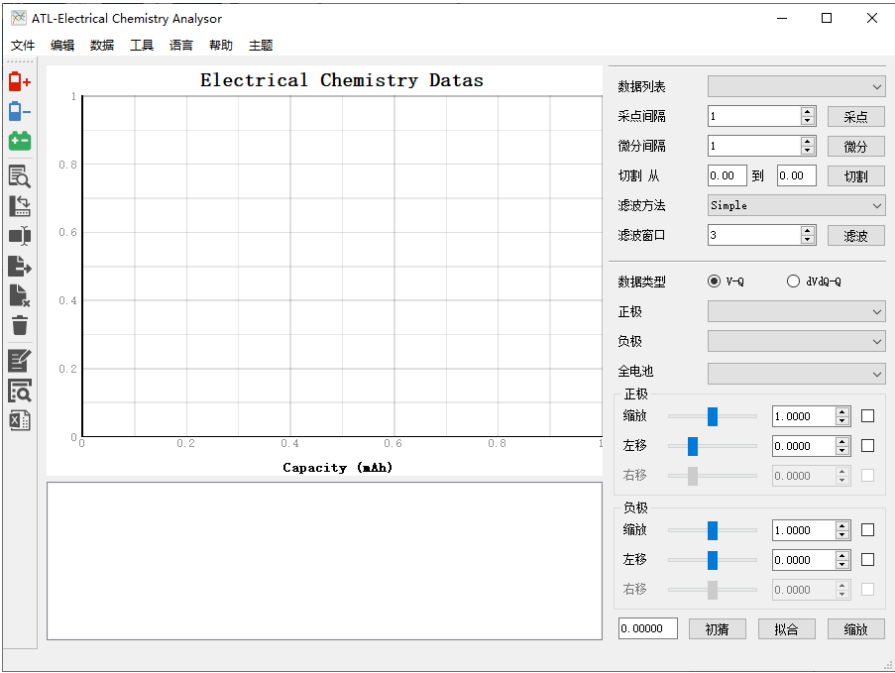 ATL-Electrical Chemistry Analysor
文件 编辑 数据 工具 语言 帮助 主题
Electrical Chemistry Datas
1
0.8
0.6
0.4
0.2
0
0 0.2 0.4 0.6 0.8 1
Capacity (mAh)
数据列表
采点间隔 1 采点
微分间隔 1 微分
切割 从 0.00 到 0.00 切割
滤波方法 Simple
滤波窗口 3 滤波
数据类型 V-Q dVdQ-Q
正极
负极
全电池
正极
缩放 1.0000
左移 0.0000
右移 0.0000
负极
缩放 1.0000
左移 0.0000
右移 0.0000
0.00000 初猜 拟合 缩放